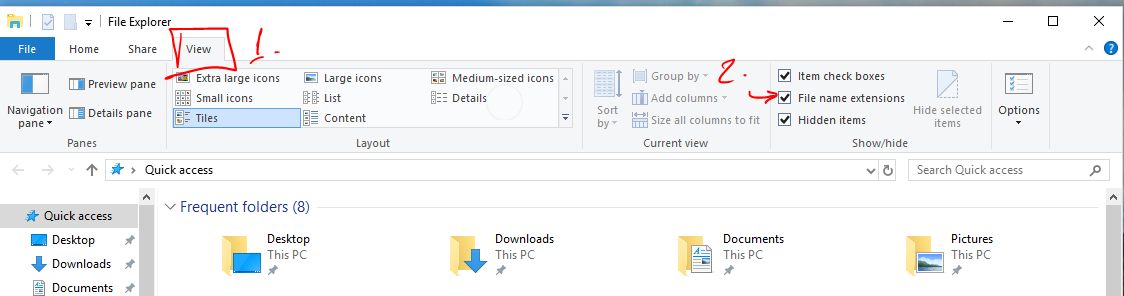 File Explorer
File Home Share View 1.
Navigation pane Preview pane Details pane
Extra large icons Large icons Medium-sized icons
Small icons List Details
Tiles Content
Sort by Group by 2.
Add columns
Size all columns to fit
Item check boxes
File name extensions
Hidden items
Hide selected items
Options
Panes Layout Current view Show/hide
Quick access Search Quick access
Quick access
Desktop
Downloads
Documents
Frequent folders (8)
Desktop
This PC
Downloads
This PC
Documents
This PC
Pictures
This PC